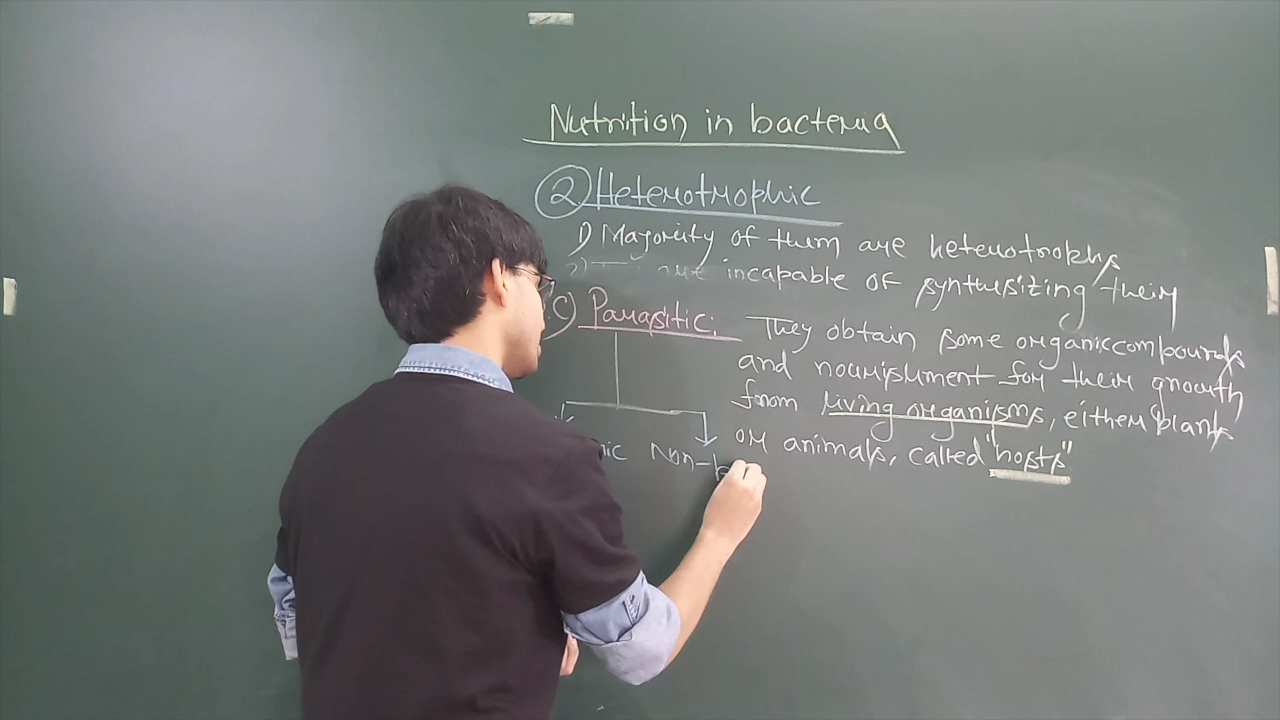 Nutrition in bacteria
2. Heterotrophic
1) Majority of them are heterotrophs
2) are incapable of synthesizing their
C) Parasitic:
They obtain some organic compounds
and nourishment for their growth
from living organisms, either plants
or animals, called "hosts"
Non-